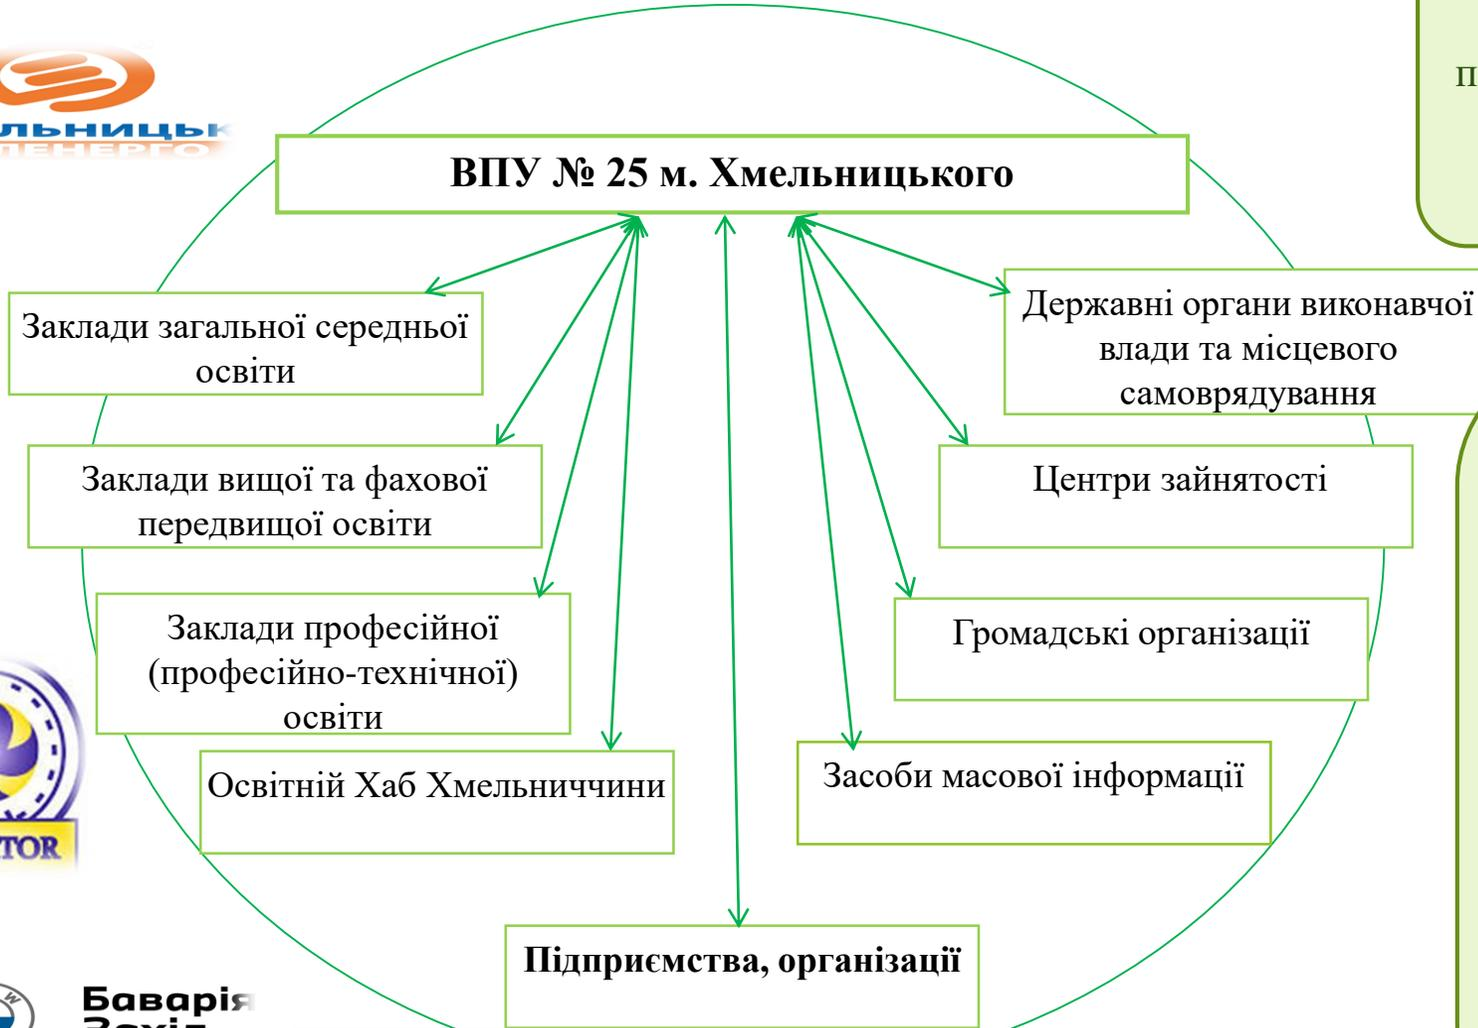 ВПУ № 25 м. Хмельницького
Заклади загальної середньої
освіти
Заклади вищої та фахової
передвищої освіти
Заклади професійної
(професійно-технічної)
освіти
Освітній Хаб Хмельниччини
Державні органи виконавчої
влади та місцевого
самоврядування
Центри зайнятості
Громадські організації
Засоби масової інформації
Підприємства, організації
Баварія